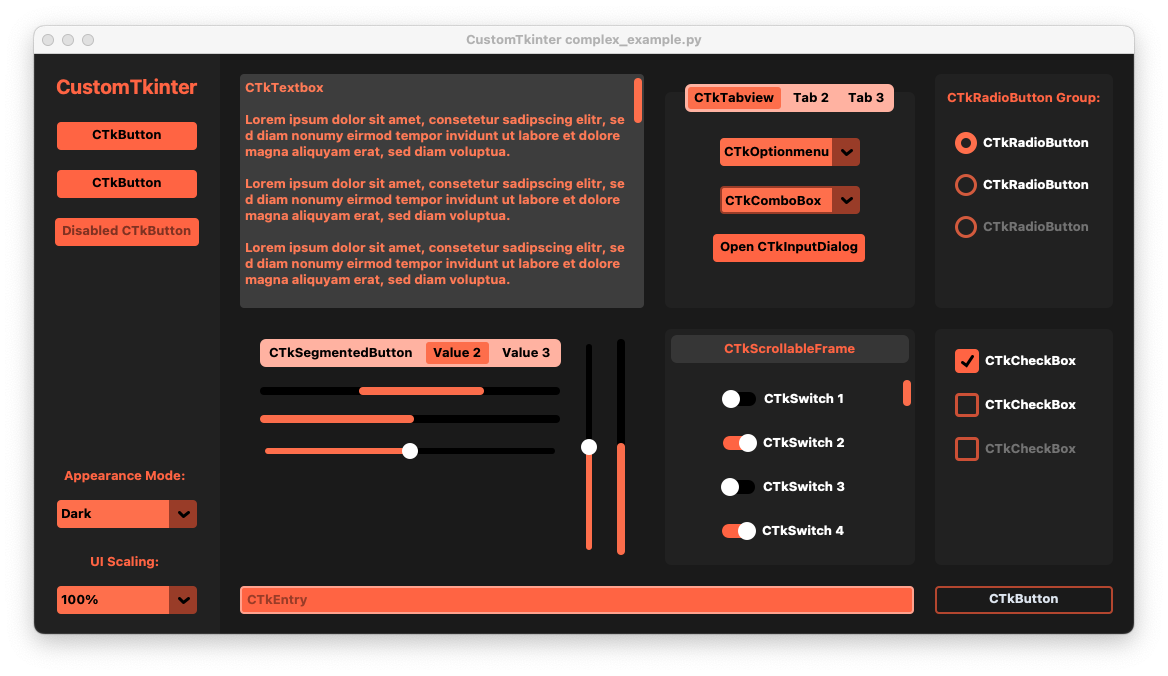 CustomTkinter complex_example.py
CustomTkinter
CTkButton
CTkButton
Disabled CTkButton
Appearance Mode:
Dark
UI Scaling:
100%
CTkTextbox
Lorem ipsum dolor sit amet, consetetur sadipscing elitr, se
d diam nonumy eirmod tempor invidunt ut labore et dolore
magna aliquyam erat, sed diam voluptua.
Lorem ipsum dolor sit amet, consetetur sadipscing elitr, se
d diam nonumy eirmod tempor invidunt ut labore et dolore
magna aliquyam erat, sed diam voluptua.
Lorem ipsum dolor sit amet, consetetur sadipscing elitr, se
d diam nonumy eirmod tempor invidunt ut labore et dolore
magna aliquyam erat, sed diam voluptua.
CTkTabview Tab 2 Tab 3
CTkOptionmenu
CTkComboBox
Open CTkInputDialog
CTkRadioButton Group:
CTkRadioButton
CTkRadioButton
CTkRadioButton
CTkSegmentedButton Value 2 Value 3
CTkScrollableFrame
CTkSwitch 1
CTkSwitch 2
CTkSwitch 3
CTkSwitch 4
CTkCheckBox
CTkCheckBox
CTkCheckBox
CTkEntry
CTkButton